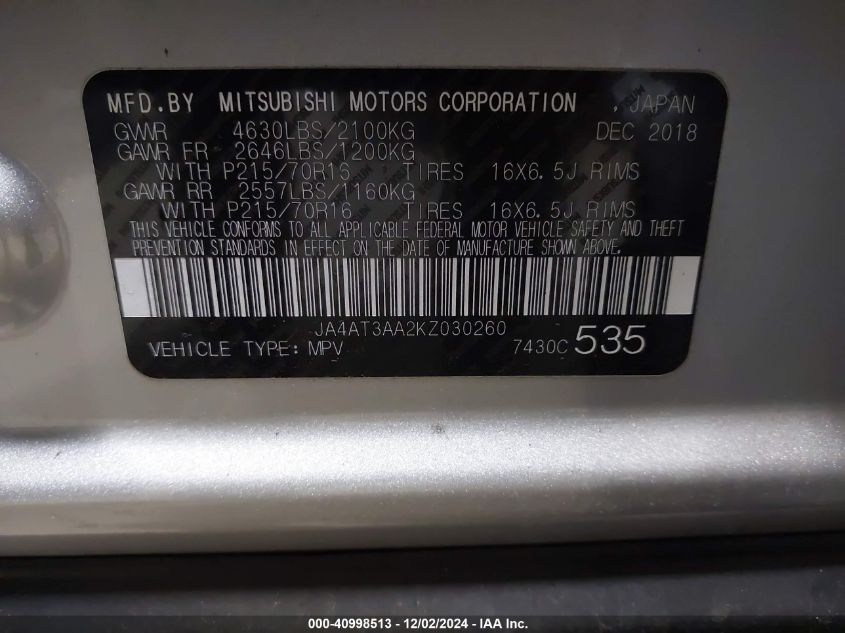 MFD.BY MITSUBISHI MOTORS CORPORATION , JAPAN
GVWR 4630LBS/2100KG DEC 2018
GAWR FR 2646LBS/1200KG
WITH P215/70R16 TIRES 16X6.5J RIMS
GAWR RR 2557LBS/1160KG
WITH P215/70R16 TIRES 16X6.5J RIMS
THIS VEHICLE CONFORMS TO ALL APPLICABLE FEDERAL MOTOR VEHICLE SAFETY AND THEFT
PREVENTION STANDARDS IN EFFECT ON THE DATE OF MANUFACTURE SHOWN ABOVE.
JA4AT3AA2KZ030260
VEHICLE TYPE: MPV 7430C 535
000-40998513 - 12/02/2024 - IAA Inc.